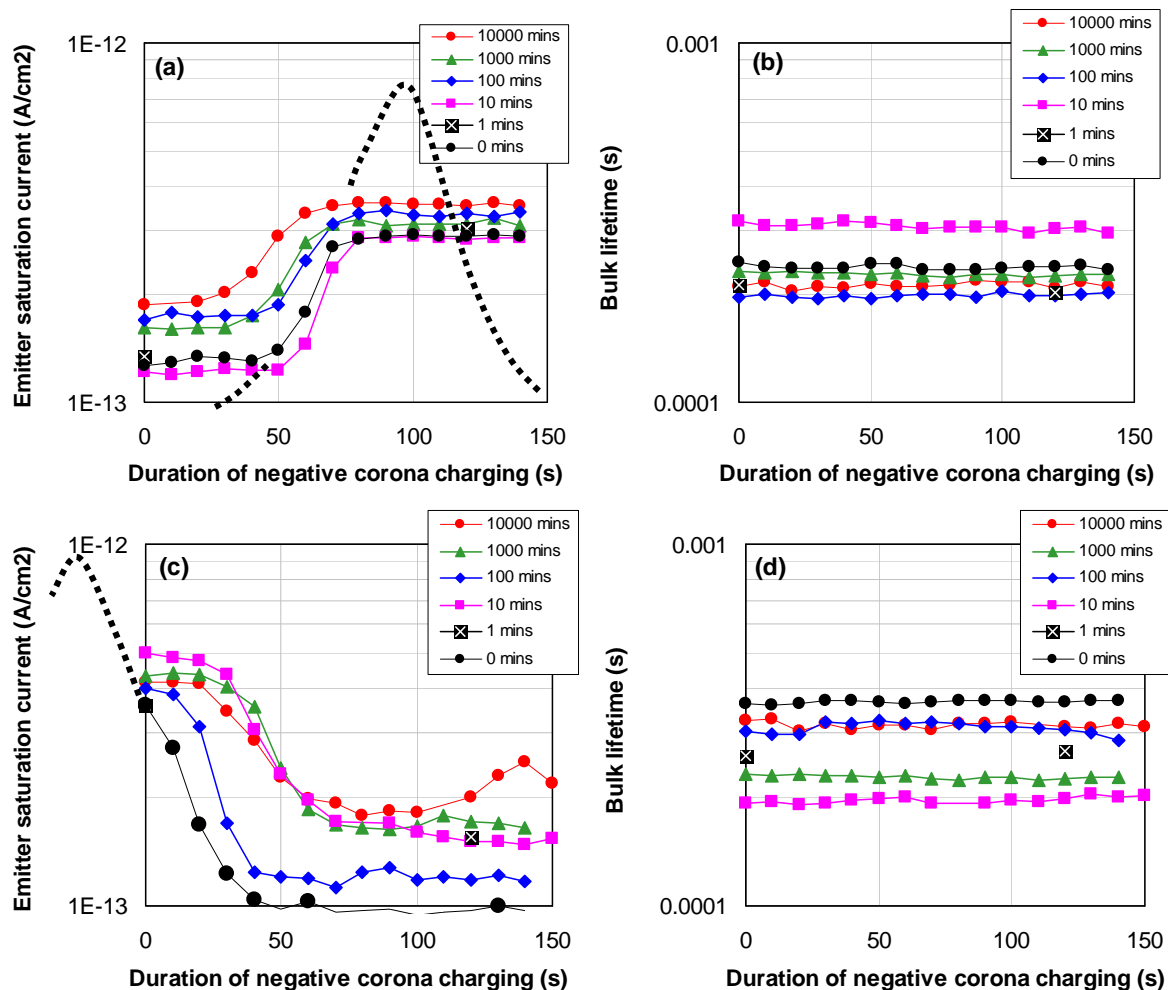 Emitter saturation current (A/cm2)
1E-12
1E-13
(a)
10000 mins
1000 mins
100 mins
10 mins
1 mins
0 mins
0 50 100 150
Duration of negative corona charging (s)
Bulk lifetime (s)
0.001
0.0001
(b)
10000 mins
1000 mins
100 mins
10 mins
1 mins
0 mins
0 50 100 150
Duration of negative corona charging (s)
Emitter saturation current (A/cm2)
1E-12
1E-13
(c)
10000 mins
1000 mins
100 mins
10 mins
1 mins
0 mins
0 50 100 150
Duration of negative corona charging (s)
Bulk lifetime (s)
0.001
0.0001
(d)
10000 mins
1000 mins
100 mins
10 mins
1 mins
0 mins
0 50 100 150
Duration of negative corona charging (s)